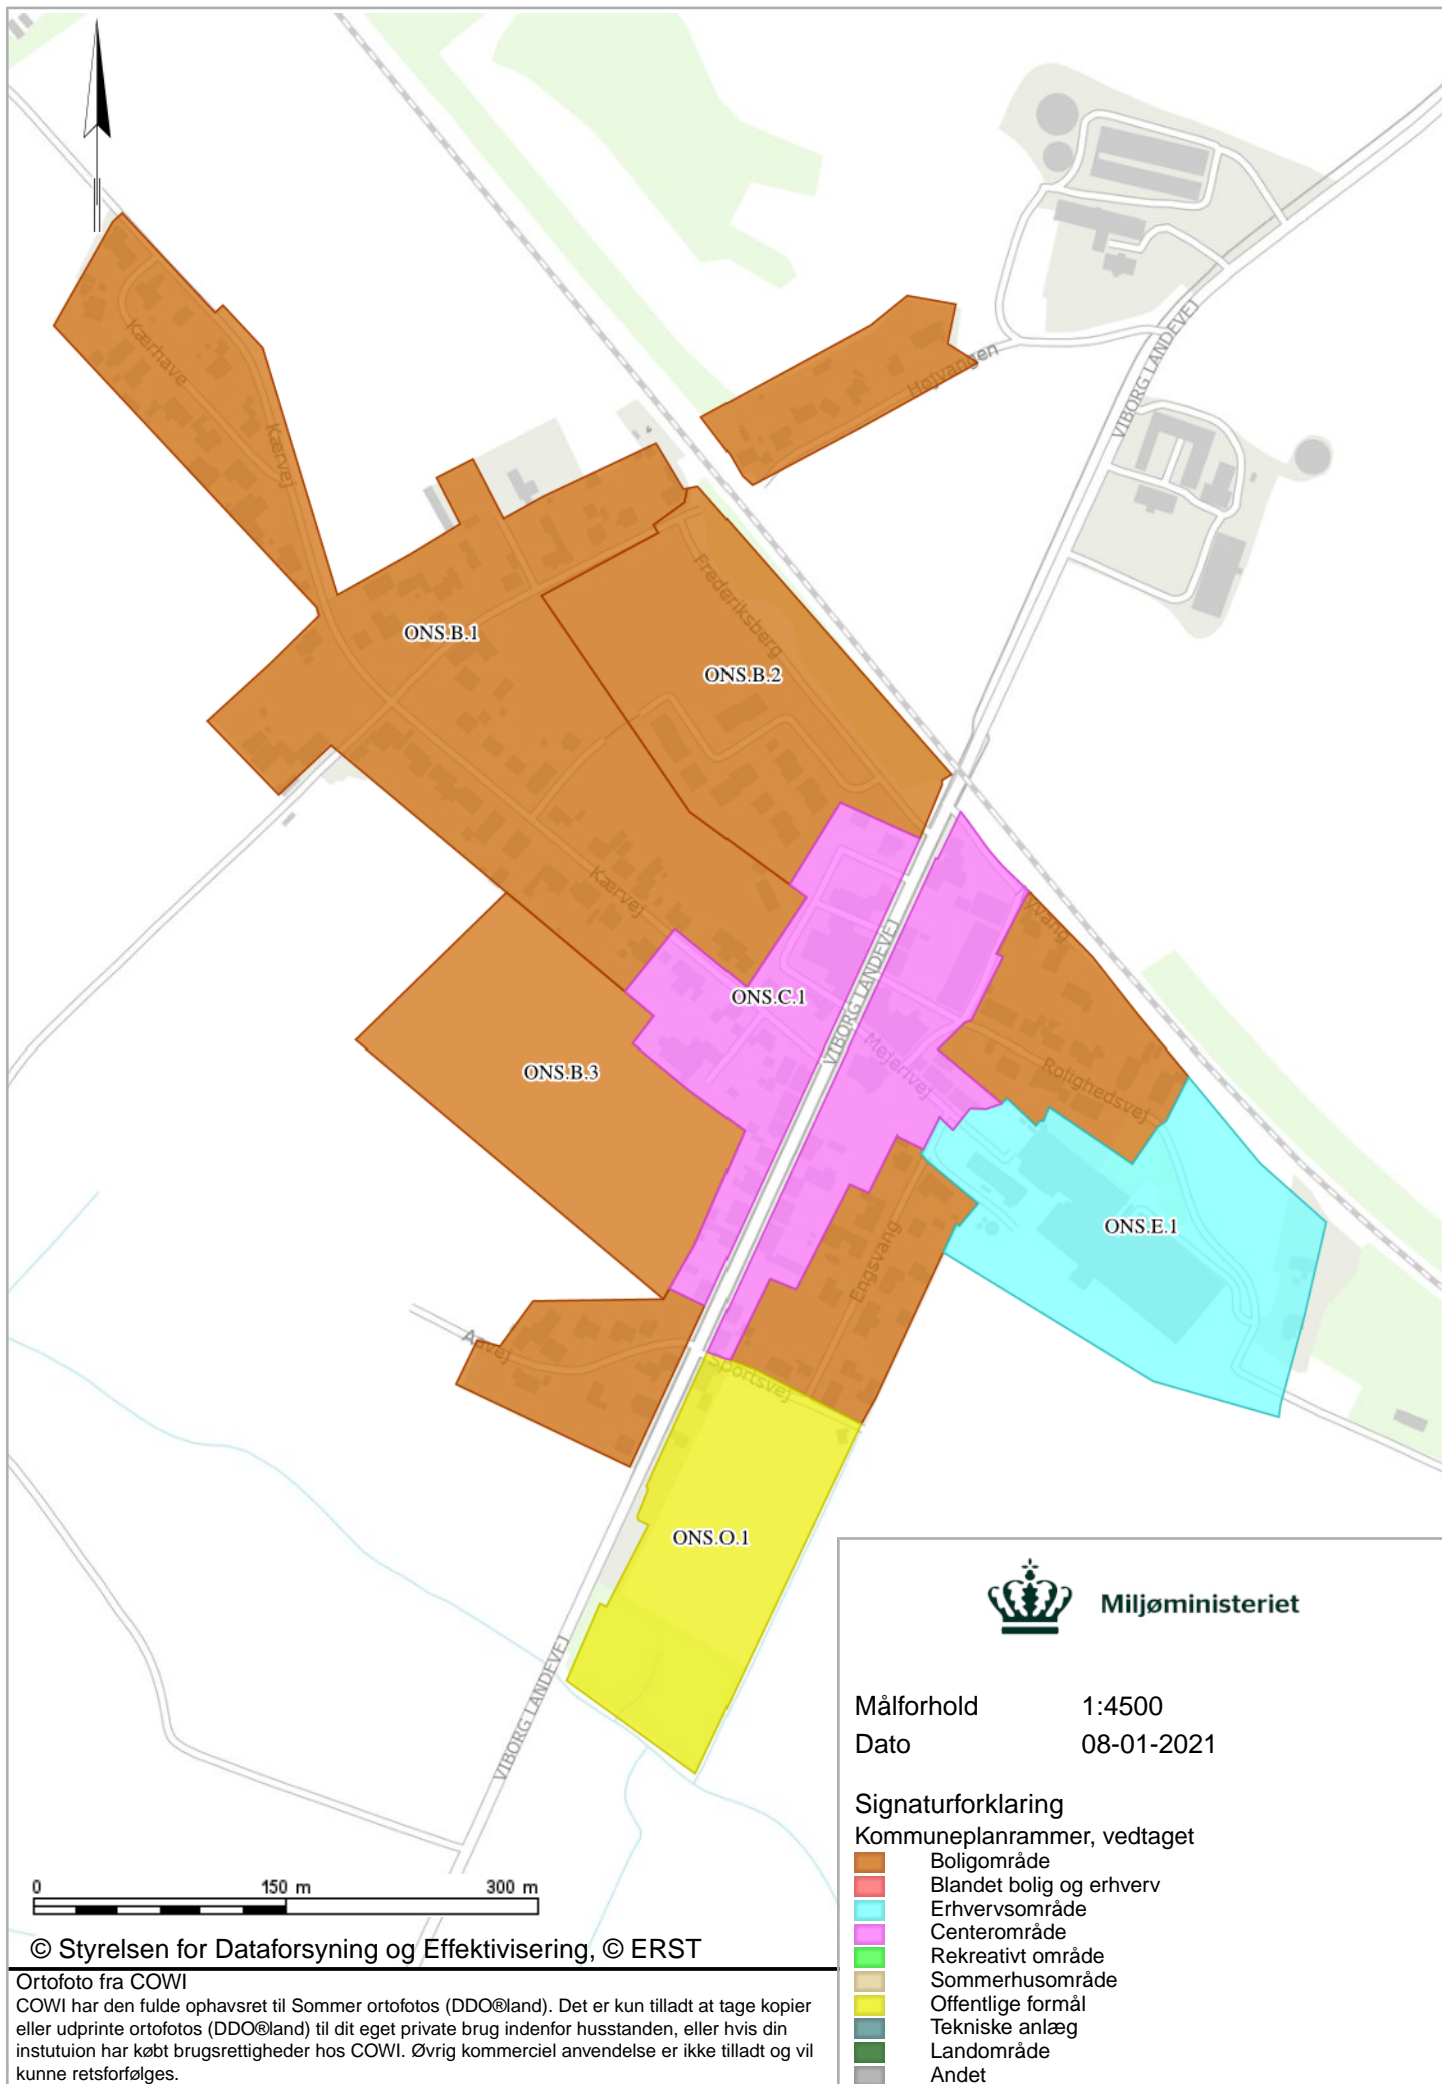 Kærhave
Kærvej
Højvangen
VIBORG LANDEVEJ
Frederiksberg
ONS.B.1
ONS.B.2
Kærvej
ONS.C.1
VIBORG LANDEVEJ
Mejerivej
Rolighedsvej
ONS.B.3
ONS.E.1
Engsvang
Aavej
Sportsvej
ONS.O.1
VIBORG LANDEVEJ
Miljøministeriet
Målforhold 1:4500
Dato 08-01-2021
Signaturforklaring
Kommuneplanrammer, vedtaget
Boligområde
Blandet bolig og erhverv
Erhvervsområde
Centerområde
Rekreativt område
Sommerhusområde
Offentlige formål
Tekniske anlæg
Landområde
Andet
0 150 m 300 m
© Styrelsen for Dataforsyning og Effektivisering, © ERST
Ortofoto fra COWI
COWI har den fulde ophavsret til Sommer ortofotos (DDO®land). Det er kun tilladt at tage kopier
eller udprinte ortofotos (DDO®land) til dit eget private brug indenfor husstanden, eller hvis din
instutuion har købt brugsrettigheder hos COWI. Øvrig kommerciel anvendelse er ikke tilladt og vil
kunne retsforfølges.